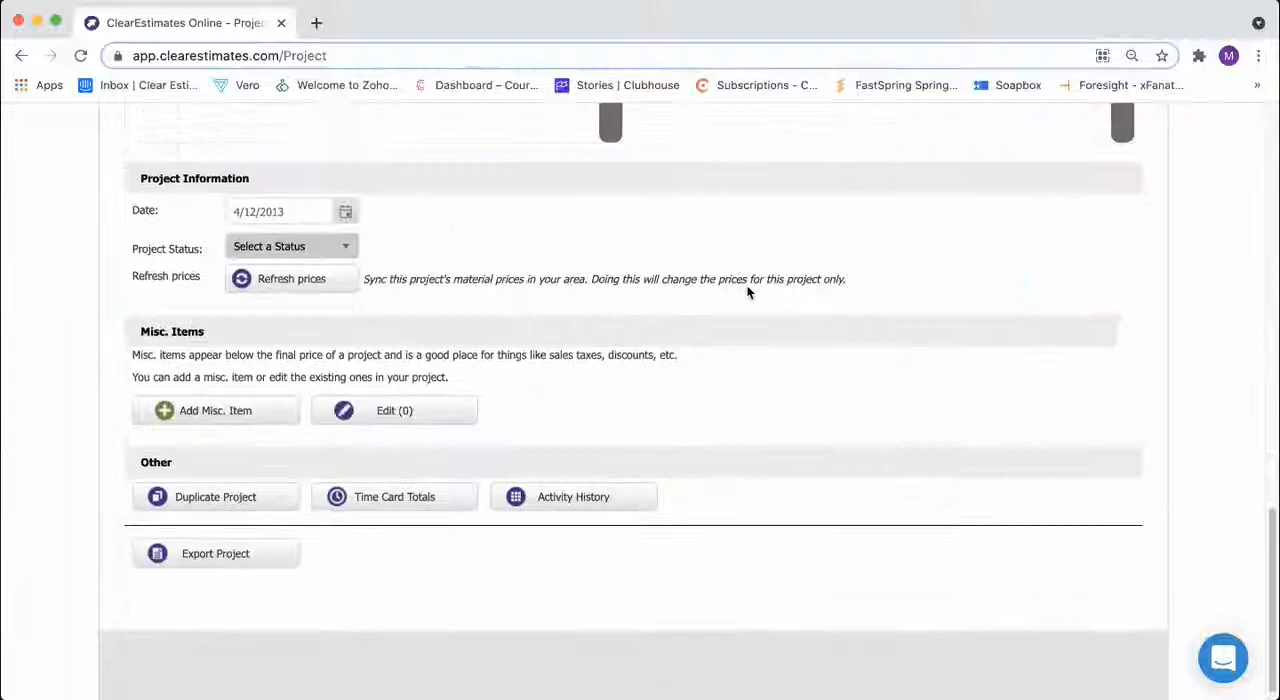 ClearEstimates Online - Projec
app.clearestimates.com/Project
M
Apps
Inbox | Clear Esti...
Vero
Welcome to Zoho...
Dashboard – Cour...
Stories | Clubhouse
Subscriptions - C...
FastSpring Spring...
Soapbox
Foresight - xFanat...
»
Project Information
Date:
4/12/2013
Project Status:
Select a Status
Refresh prices
Refresh prices
Sync this project's material prices in your area. Doing this will change the prices for this project only.
Misc. Items
Misc. items appear below the final price of a project and is a good place for things like sales taxes, discounts, etc.
You can add a misc. item or edit the existing ones in your project.
Add Misc. Item
Edit (0)
Other
Duplicate Project
Time Card Totals
Activity History
Export Project